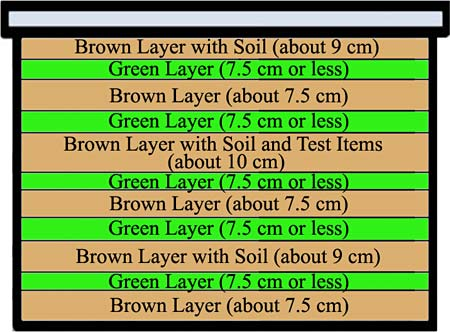 Brown Layer with Soil (about 9 cm)
Green Layer (7.5 cm or less)
Brown Layer (about 7.5 cm)
Green Layer (7.5 cm or less)
Brown Layer with Soil and Test Items
(about 10 cm)
Green Layer (7.5 cm or less)
Brown Layer (about 7.5 cm)
Green Layer (7.5 cm or less)
Brown Layer with Soil (about 9 cm)
Green Layer (7.5 cm or less)
Brown Layer (about 7.5 cm)